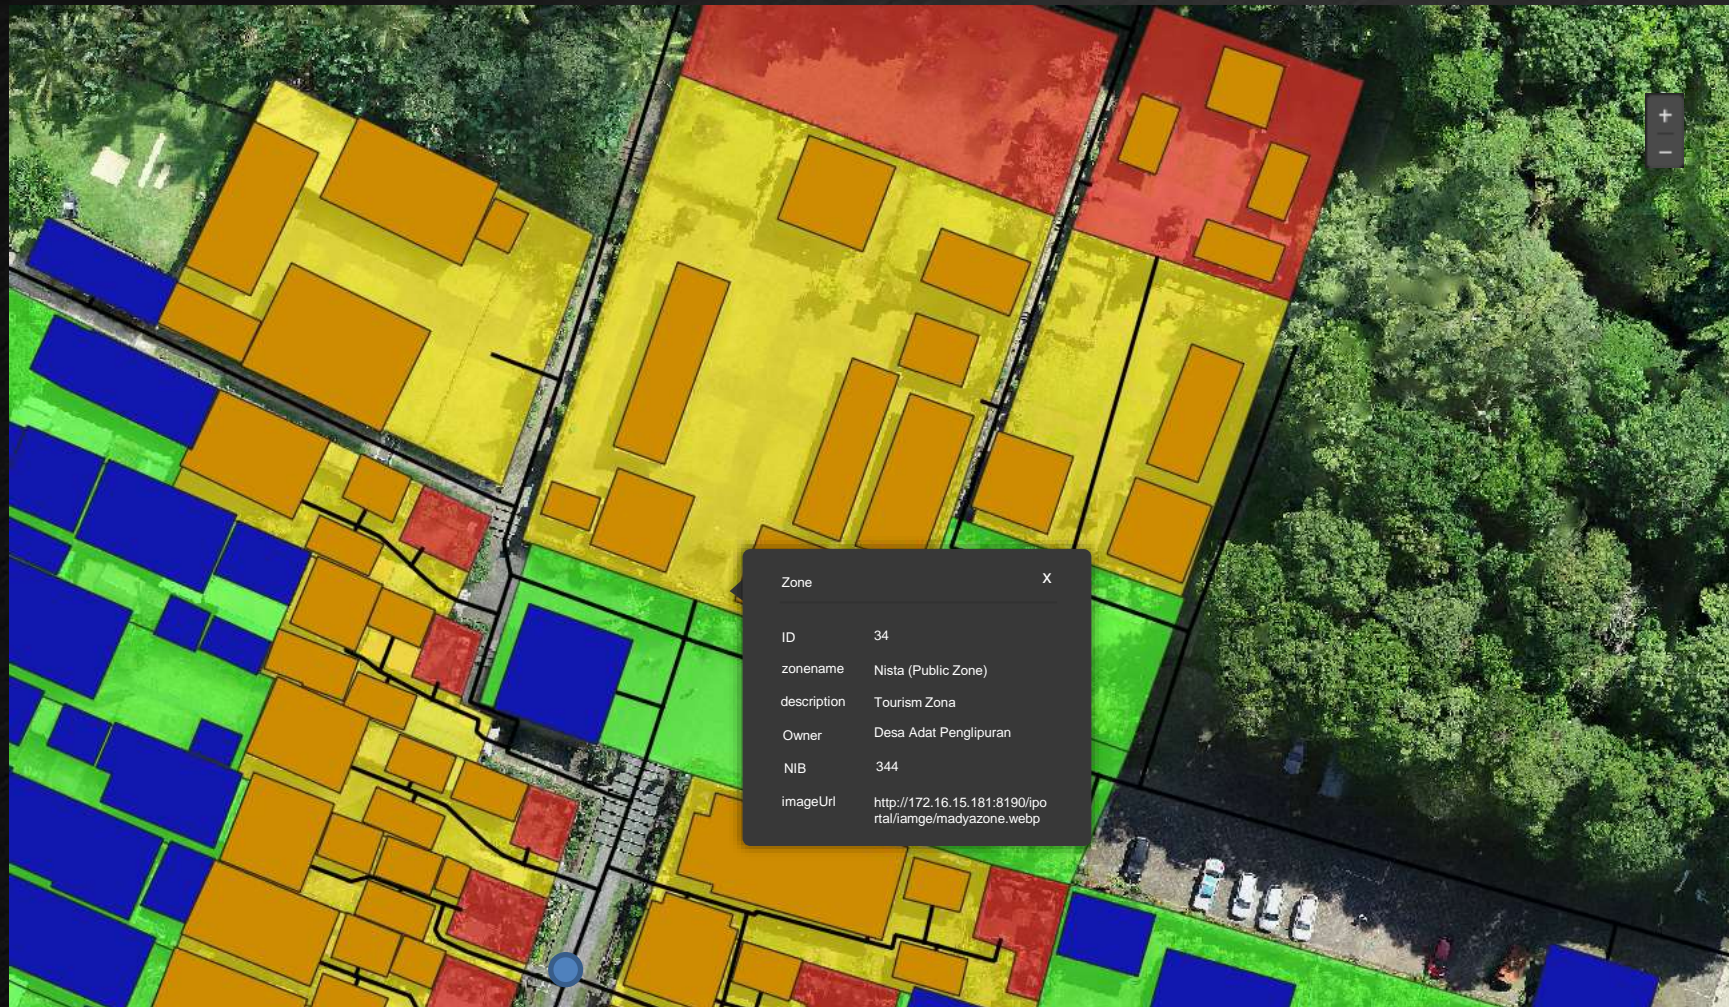 +
−
Zone X
ID 34
zonename Nista (Public Zone)
description Tourism Zona
Owner Desa Adat Penglipuran
NIB 344
imageUrl http://172.16.15.181:8190/ipo
rtal/iamge/madyazone.webp